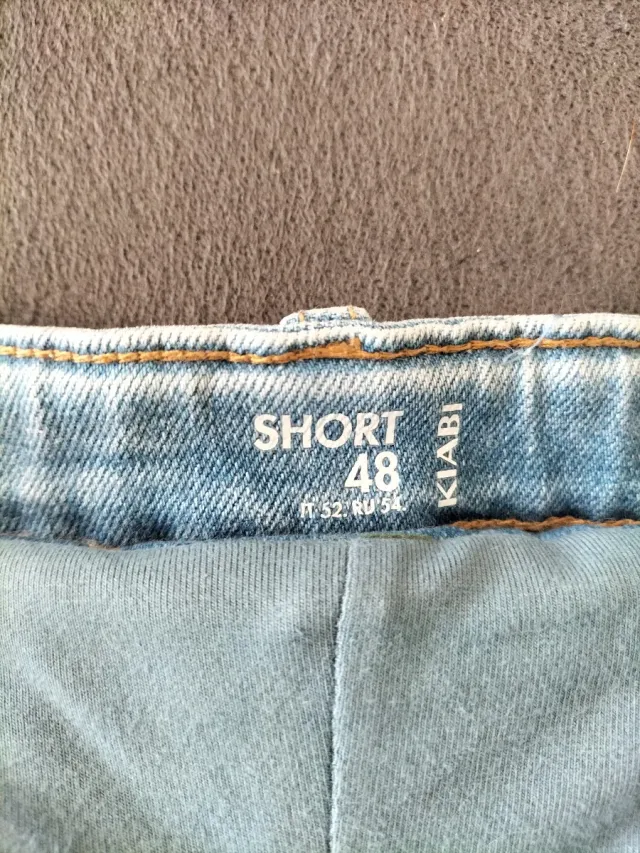 SHORT
48
IT 52. RU 54.
KIABI